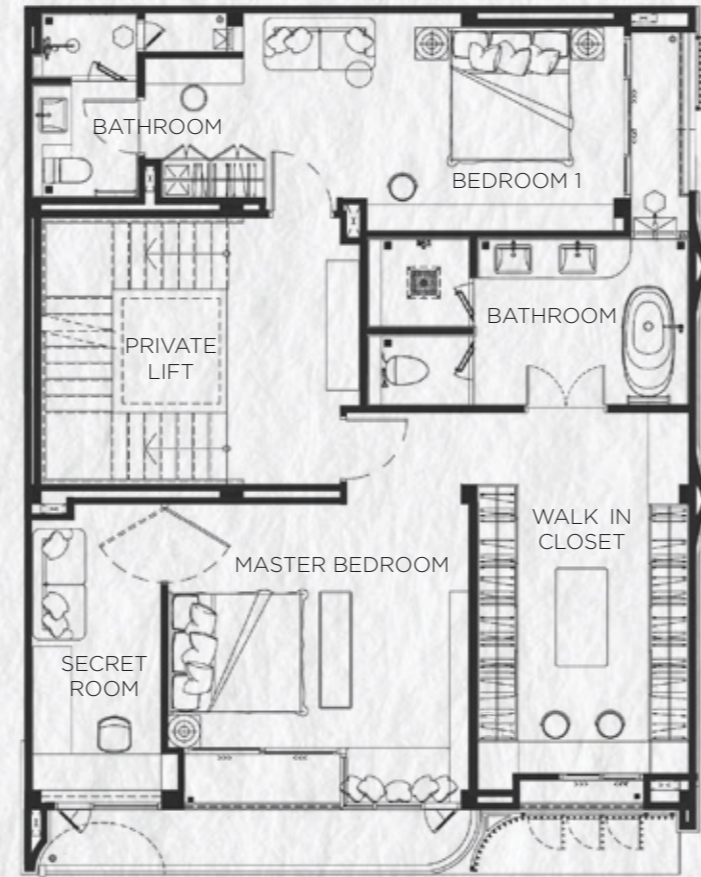 BATHROOM
BEDROOM 1
BATHROOM
PRIVATE
LIFT
WALK IN
CLOSET
MASTER BEDROOM
SECRET
ROOM